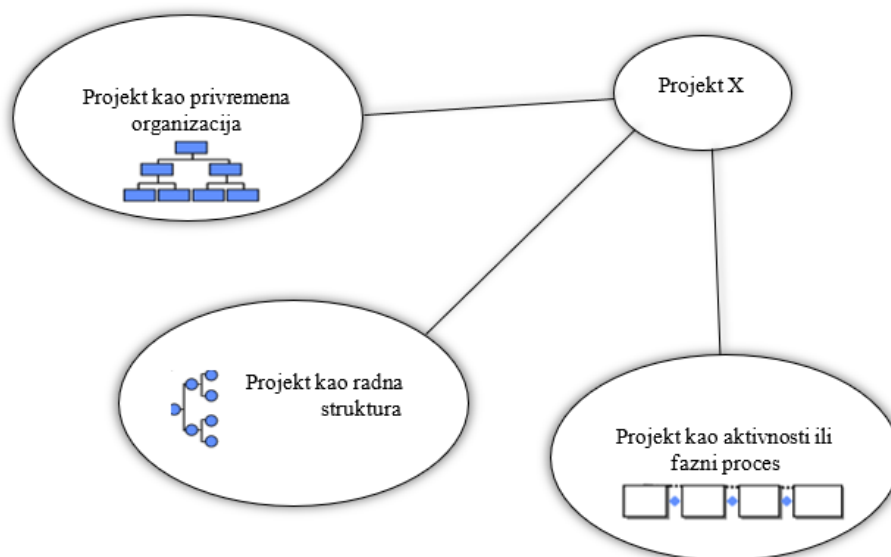 Projekt kao privremena
organizacija
Projekt X
Projekt kao radna
struktura
Projekt kao aktivnosti ili
fazni proces